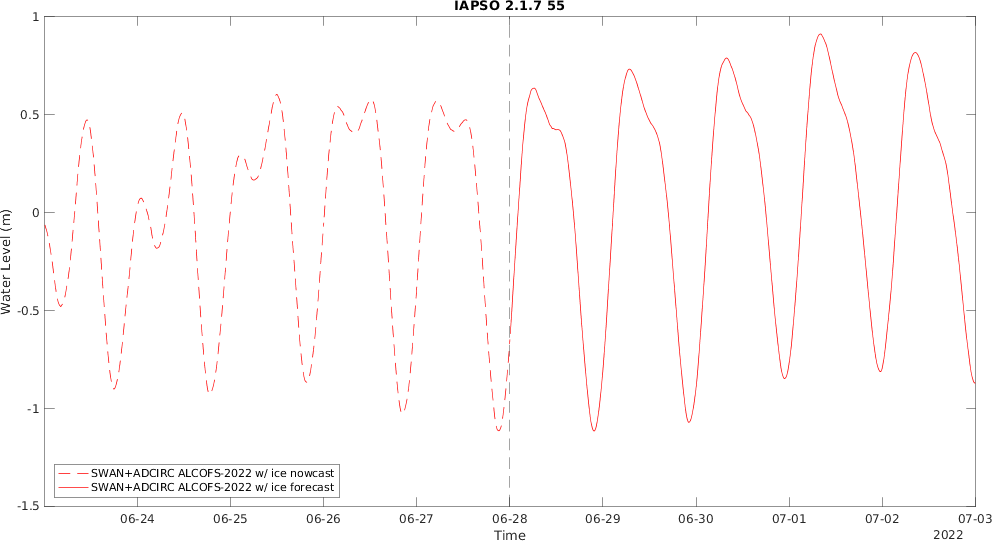 IAPSO 2.1.7 55
Water Level (m)
1
0.5
0
-0.5
-1
-1.5
SWAN+ADCIRC ALCOFS-2022 w/ ice nowcast
SWAN+ADCIRC ALCOFS-2022 w/ ice forecast
06-24 06-25 06-26 06-27 06-28 06-29 06-30 07-01 07-02 07-03
Time
2022